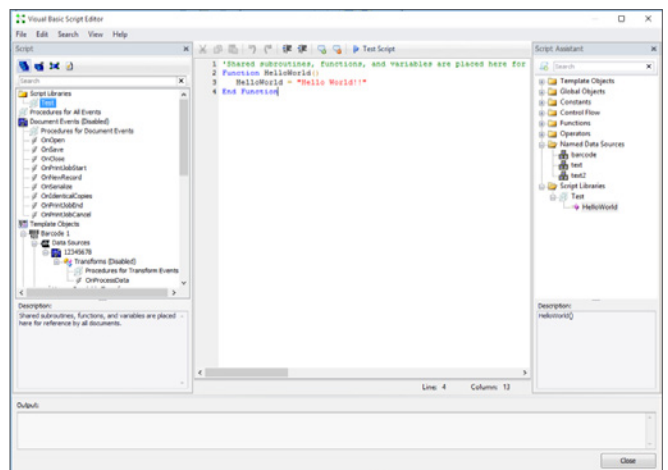 Visual Basic Script Editor
File Edit Search View Help
Script
Search
Script Libraries
Test
Procedures for All Events
Document Events (Disabled)
Procedures for Document Events
OnOpen
OnSave
OnClose
OnPrintJobStart
OnNewRecord
OnSerialize
OnIdenticalCopies
OnPrintJobEnd
OnPrintJobCancel
Template Objects
Barcode 1
Data Sources
12345678
Transforms (Disabled)
Procedures for Transform Events
OnProcessData
Description:
Shared subroutines, functions, and variables are placed
here for reference by all documents.
Test Script
1 'Shared subroutines, functions, and variables are placed here for
2 Function HelloWorld()
3 HelloWorld = "Hello World!!"
4 End Function
Line: 4 Column: 13
Script Assistant
Search
Template Objects
Global Objects
Constants
Control Flow
Functions
Operators
Named Data Sources
barcode
text
text2
Script Libraries
Test
HelloWorld
Description:
HelloWorld()
Output:
Close